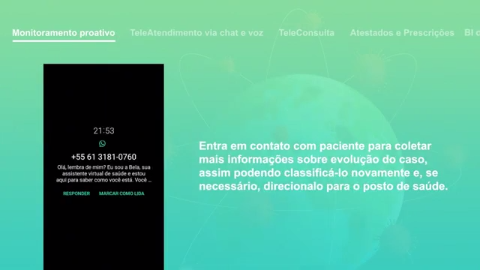 Monitoramento proativo TeleAtendimento via chat e voz TeleConsulta Atestados e Prescrições BI
21:53
+55 61 3181-0760
Olá, lembra de mim? Eu sou a Bela, sua
assistente virtual de saúde e estou
aqui para saber como você está. Você ...
RESPONDER MARCAR COMO LIDA
Entra em contato com paciente para coletar
mais informações sobre evolução do caso,
assim podendo classificá-lo novamente e, se
necessário, direcionalo para o posto de saúde.